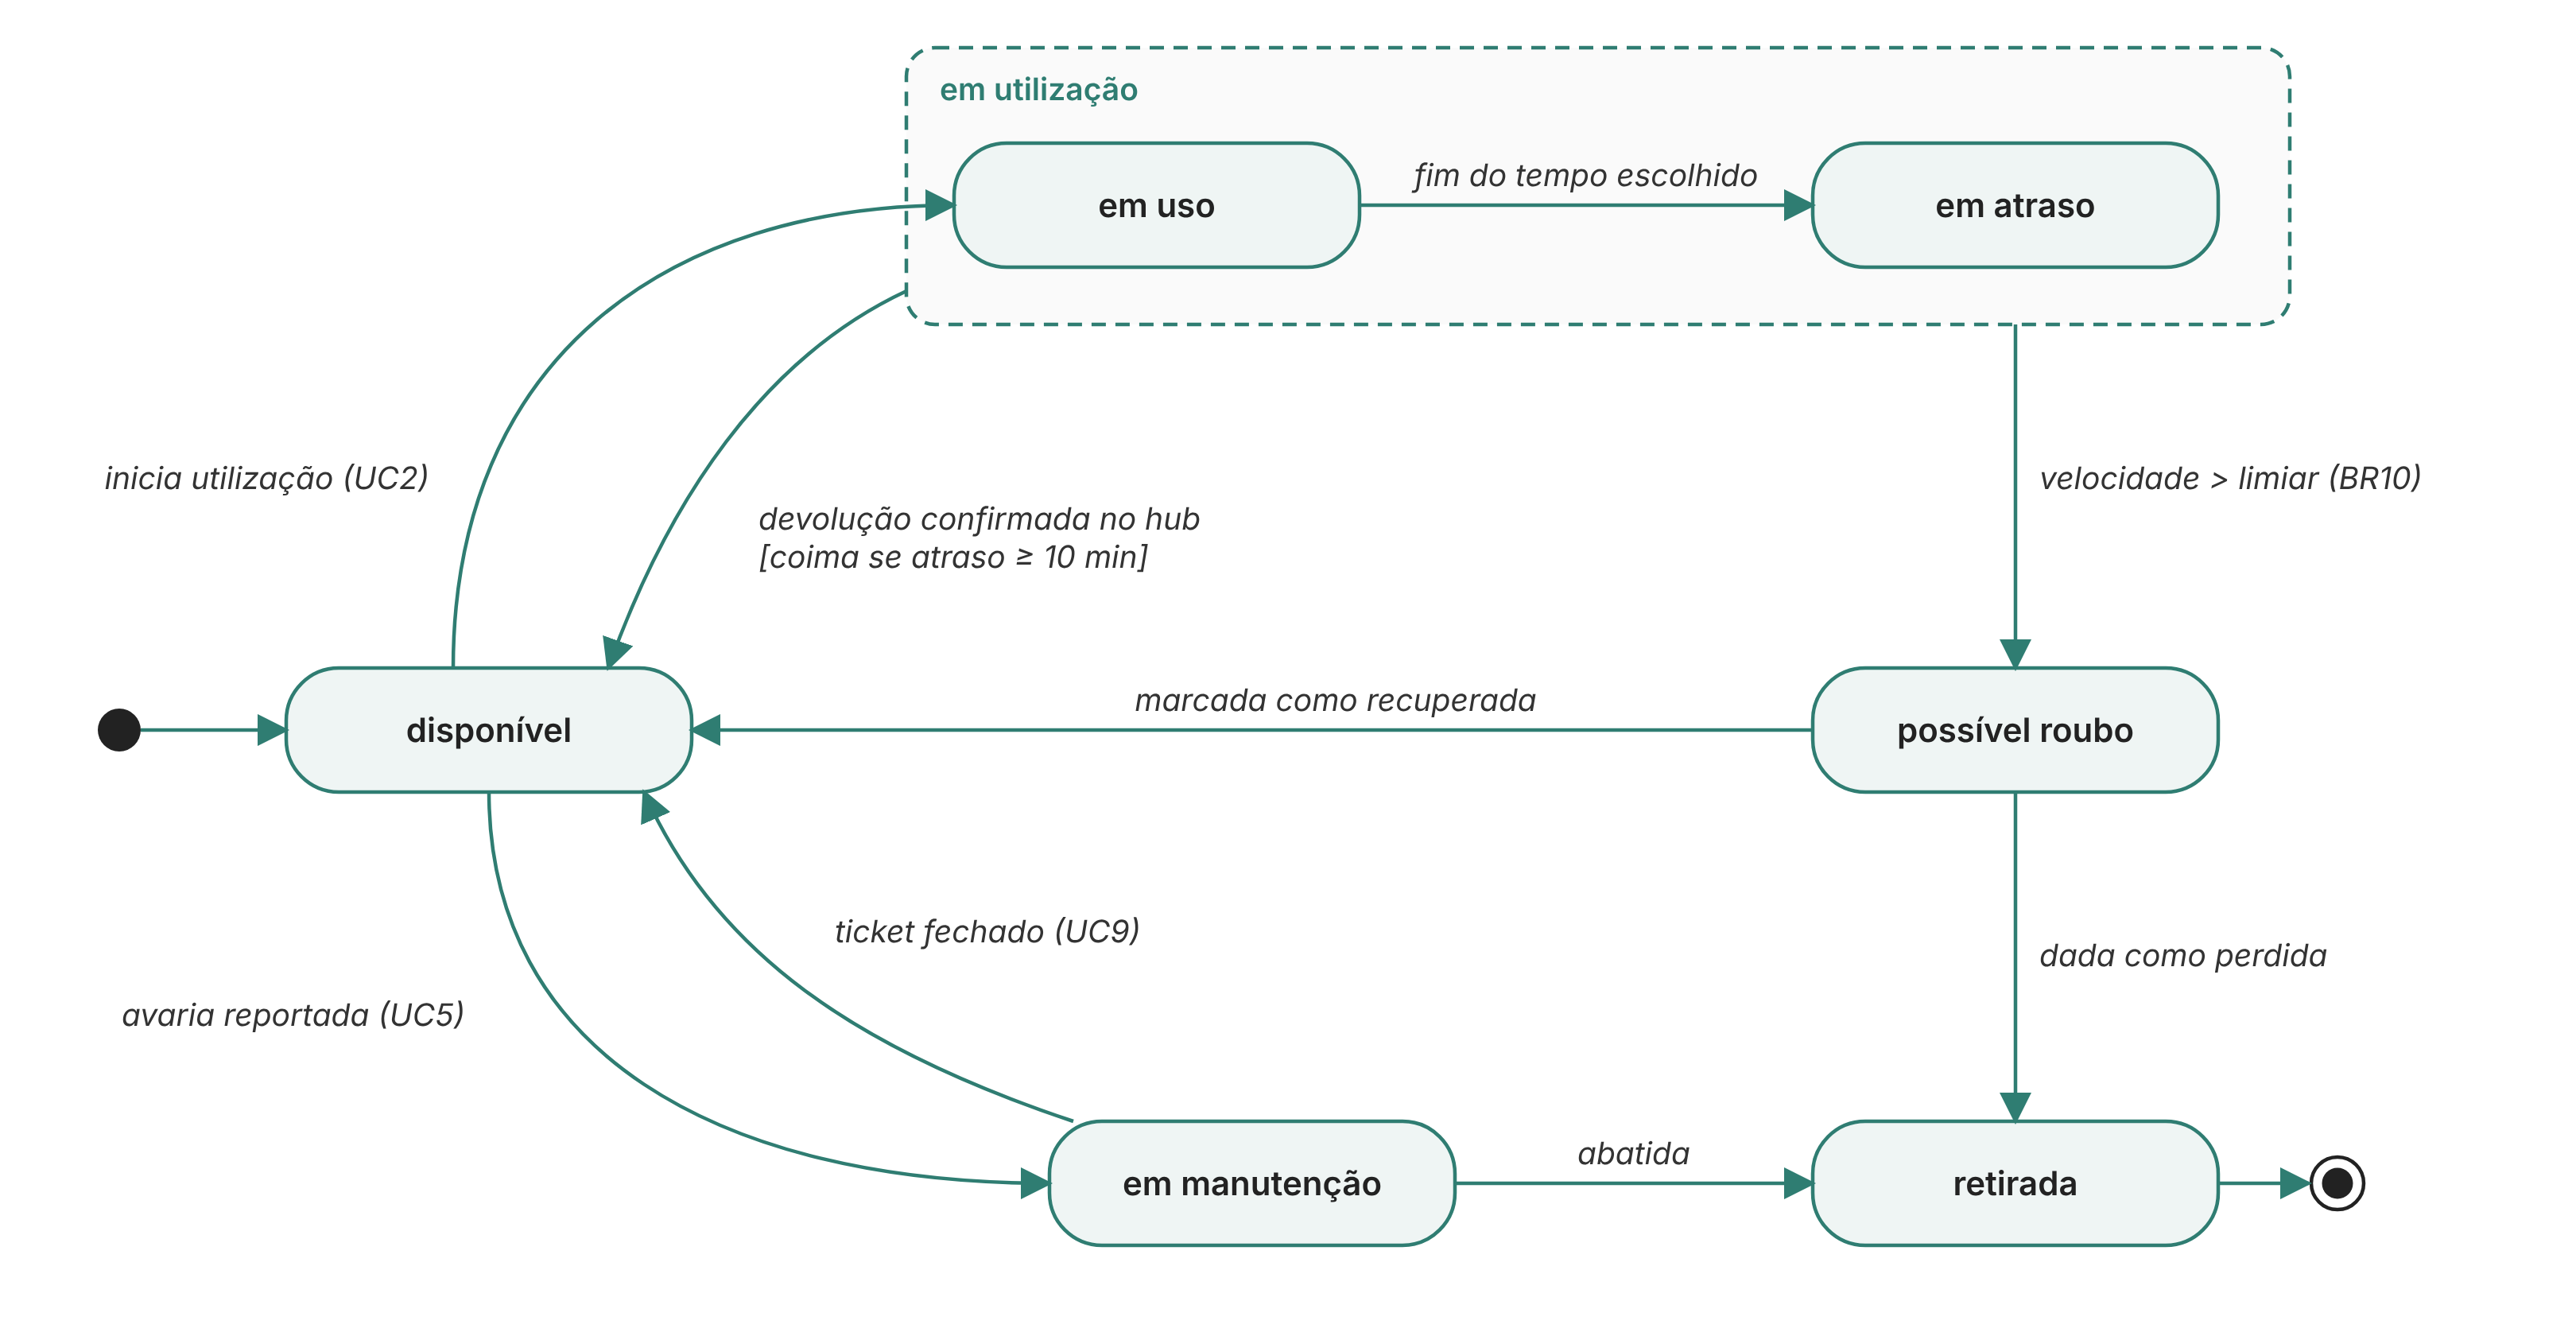 em utilização
em uso
fim do tempo escolhido
em atraso
inicia utilização (UC2)
velocidade > limiar (BR10)
devolução confirmada no hub
[coima se atraso ≥ 10 min]
disponível
marcada como recuperada
possível roubo
ticket fechado (UC9)
dada como perdida
avaria reportada (UC5)
em manutenção
abatida
retirada